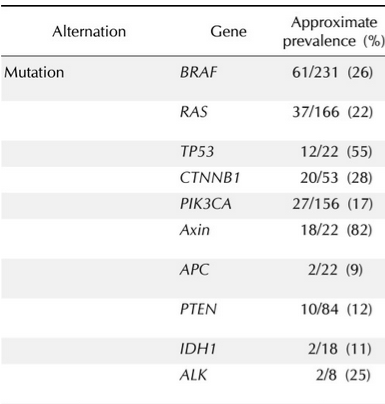 Alternation Gene Approximate prevalence (%)
Mutation BRAF 61/231 (26)
RAS 37/166 (22)
TP53 12/22 (55)
CTNNB1 20/53 (28)
PIK3CA 27/156 (17)
Axin 18/22 (82)
APC 2/22 (9)
PTEN 10/84 (12)
IDH1 2/18 (11)
ALK 2/8 (25)